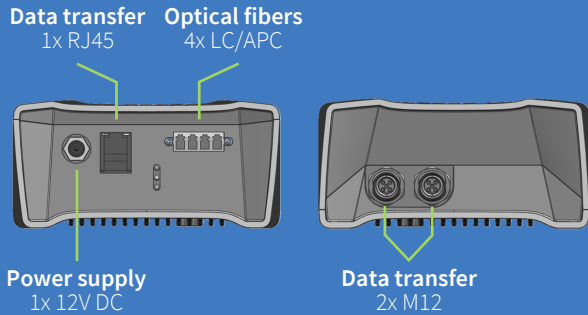 Data transfer
1x RJ45
Optical fibers
4x LC/APC
Power supply
1x 12V DC
Data transfer
2x M12